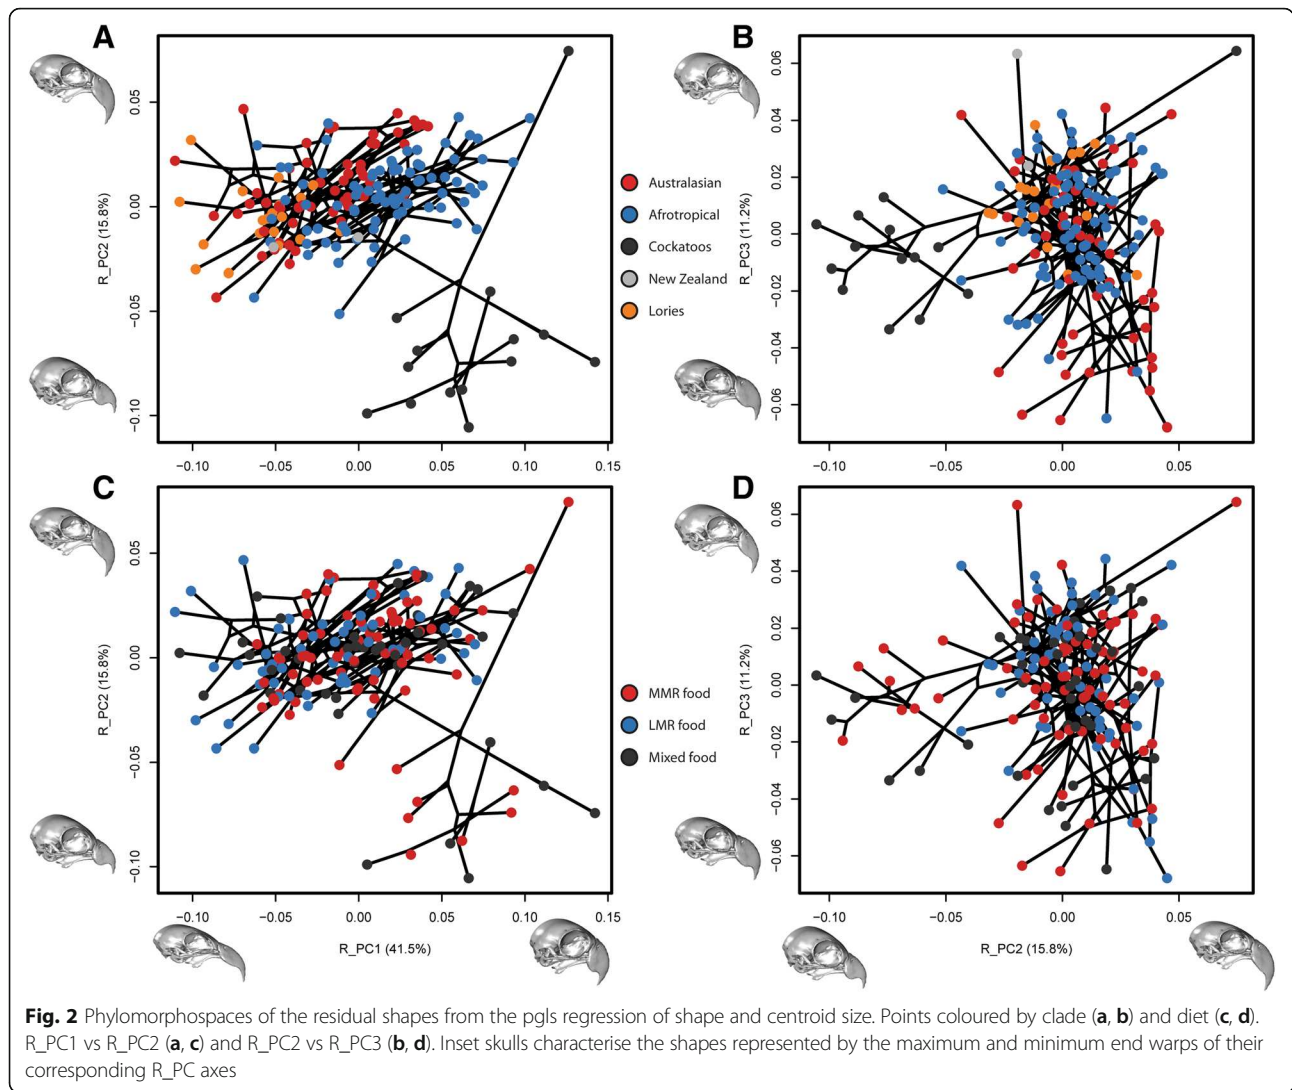 A
B
R_PC2 (15.8%)
−0.10
−0.05
0.00
0.05
−0.10
−0.05
0.00
0.05
0.10
0.15
Australasian
Afrotropical
Cockatoos
New Zealand
Lories
R_PC3 (11.2%)
−0.06
−0.04
−0.02
0.00
0.02
0.04
0.06
−0.10
−0.05
0.00
0.05
C
D
R_PC2 (15.8%)
−0.10
−0.05
0.00
0.05
−0.10
−0.05
0.00
0.05
0.10
0.15
R_PC1 (41.5%)
MMR food
LMR food
Mixed food
R_PC3 (11.2%)
−0.06
−0.04
−0.02
0.00
0.02
0.04
0.06
−0.10
−0.05
0.00
0.05
R_PC2 (15.8%)
Fig. 2 Phylomorphospaces of the residual shapes from the pgls regression of shape and centroid size. Points coloured by clade (a, b) and diet (c, d).
R_PC1 vs R_PC2 (a, c) and R_PC2 vs R_PC3 (b, d). Inset skulls characterise the shapes represented by the maximum and minimum end warps of their
corresponding R_PC axes